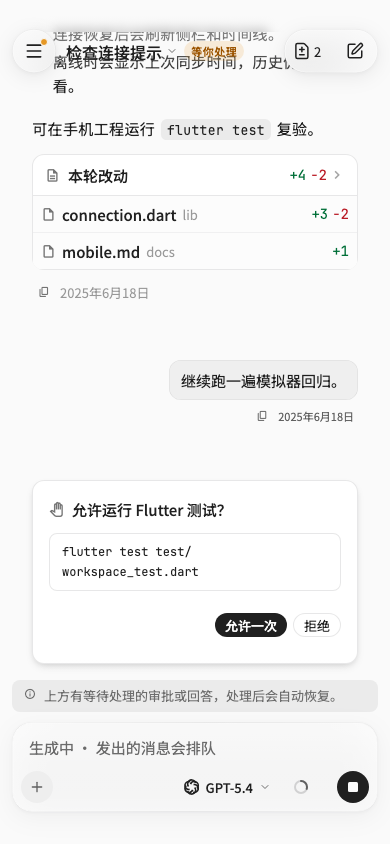 连接恢复后会刷新侧栏和时间线。
检查连接提示 等你处理 2
离线时会显示上次同步时间，历史
看。
可在手机工程运行 flutter test 复验。
本轮改动 +4 -2
connection.dart lib +3 -2
mobile.md docs +1
2025年6月18日
继续跑一遍模拟器回归。
2025年6月18日
允许运行 Flutter 测试？
flutter test test/
workspace_test.dart
允许一次 拒绝
上方有等待处理的审批或回答，处理后会自动恢复。
生成中 · 发出的消息会排队
GPT-5.4